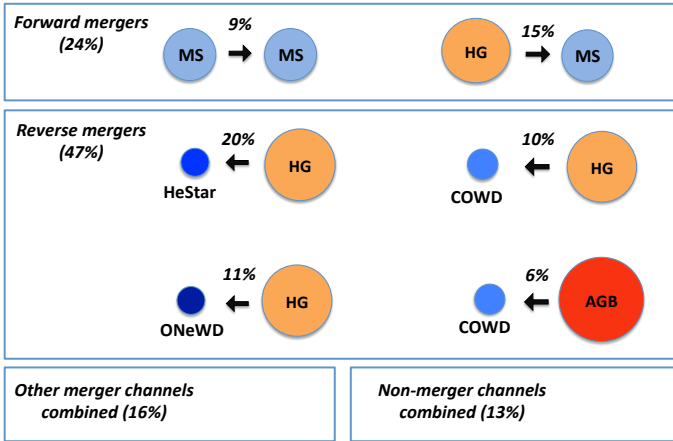 Forward mergers
(24%)
9%
MS
MS
15%
HG
MS
Reverse mergers
(47%)
20%
HeStar
HG
10%
COWD
HG
11%
ONeWD
HG
6%
COWD
AGB
Other merger channels
combined (16%)
Non-merger channels
combined (13%)